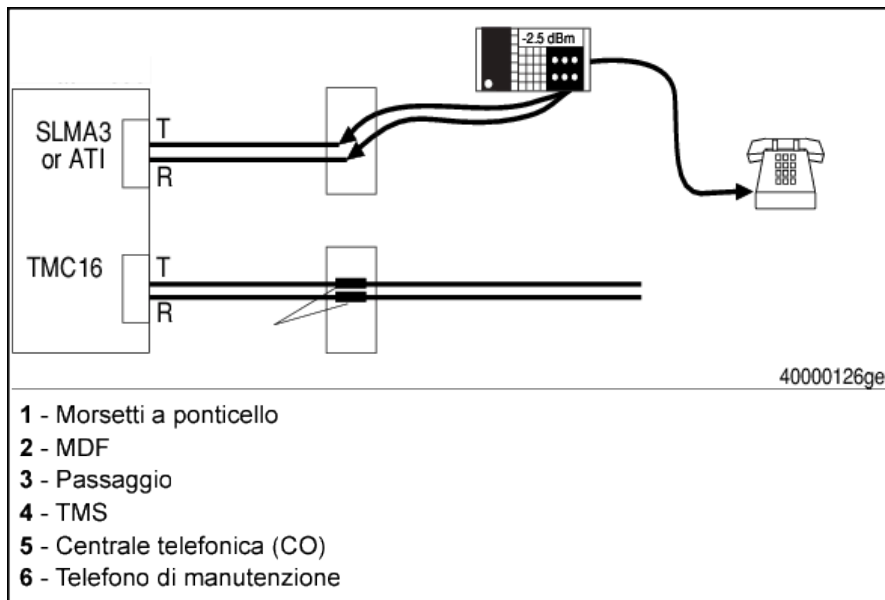 -2.5 dBm
SLMA3
or ATI
T
R
TMC16
T
R
40000126ge
1 - Morsetti a ponticello
2 - MDF
3 - Passaggio
4 - TMS
5 - Centrale telefonica (CO)
6 - Telefono di manutenzione